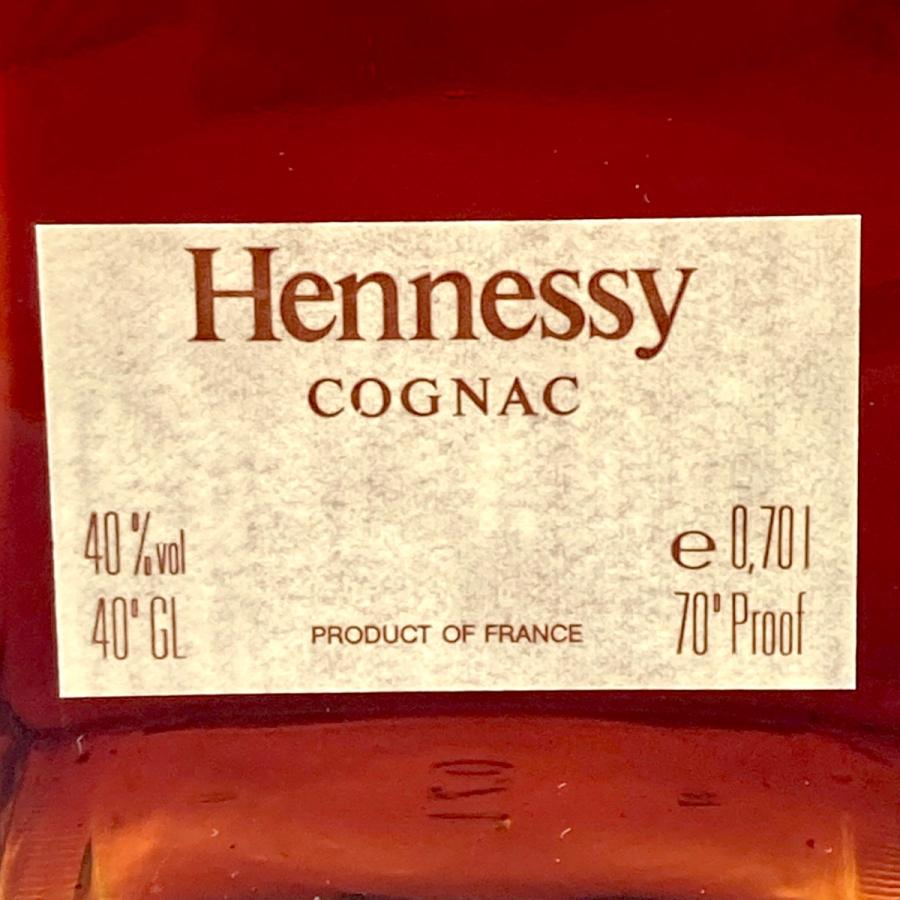 Hennessy
COGNAC
40%vol
e 0,70 l
40° GL
PRODUCT OF FRANCE
70° Proof